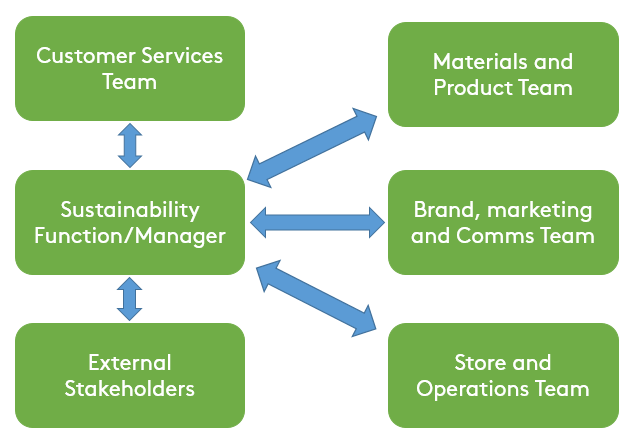 Customer Services
Team
Materials and
Product Team
Sustainability
Function/Manager
Brand, marketing
and Comms Team
External
Stakeholders
Store and
Operations Team